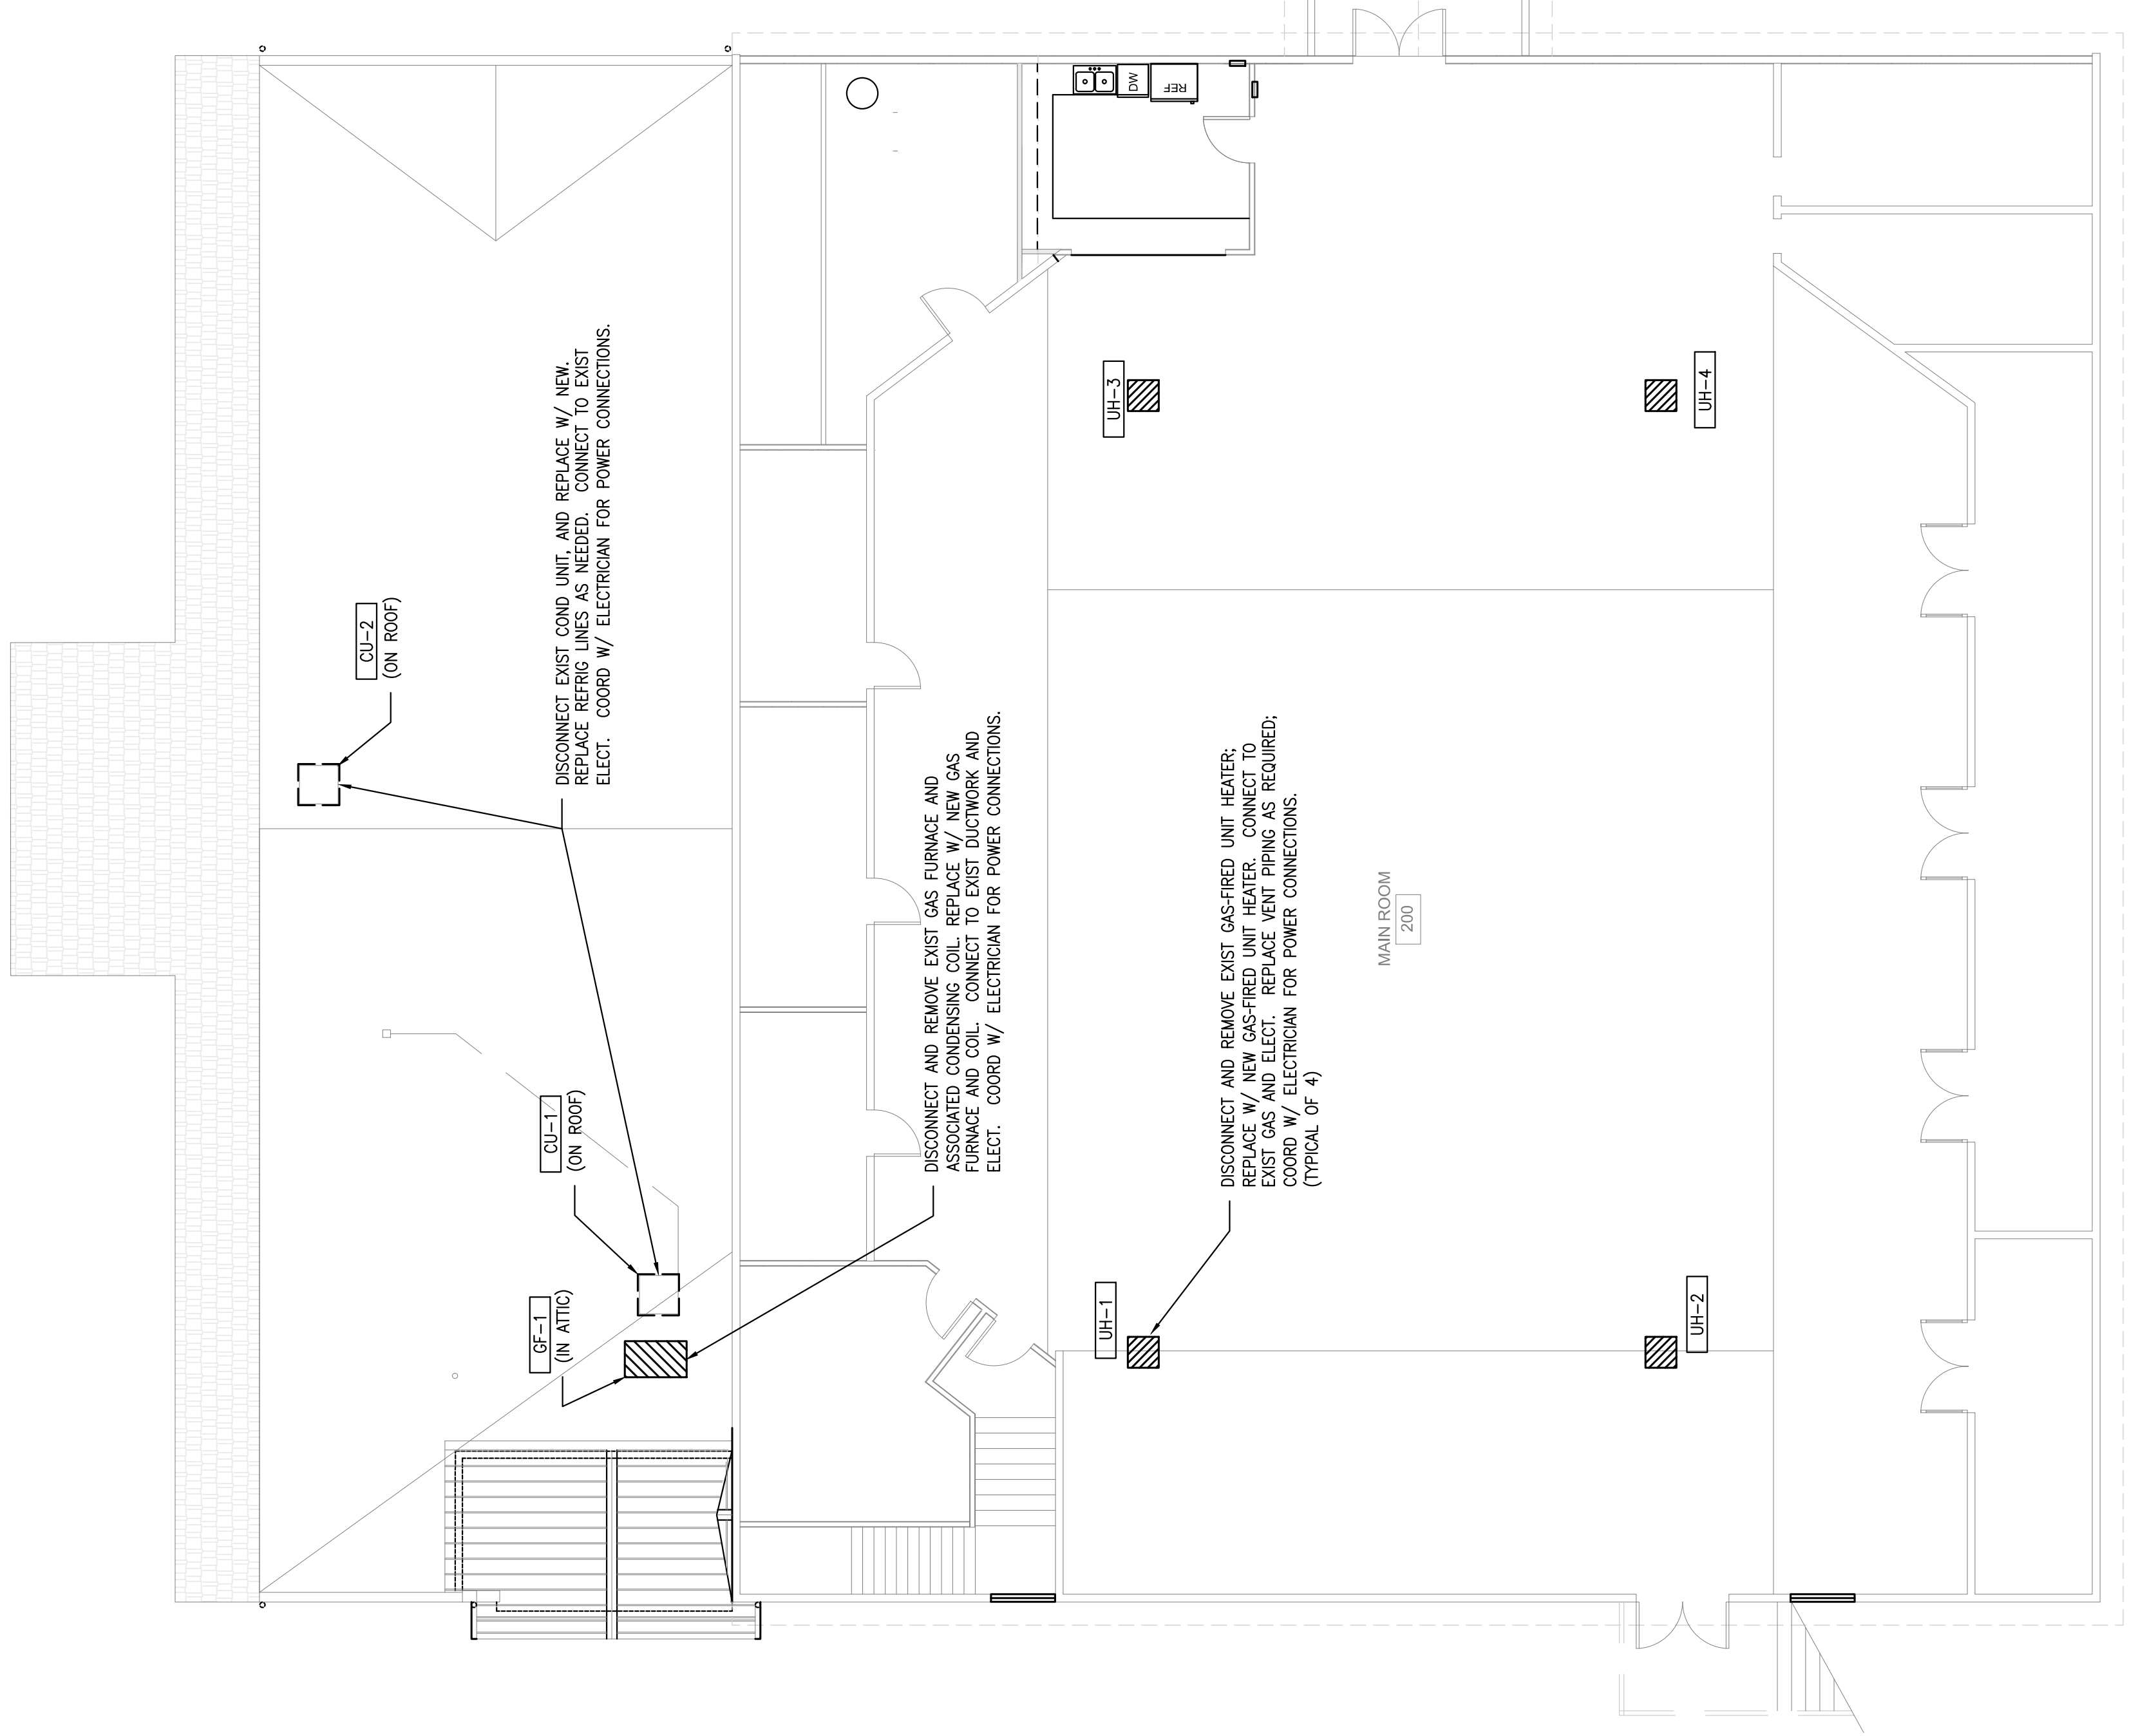 CU-2
(ON ROOF)
DISCONNECT EXIST COND UNIT, AND REPLACE W/ NEW.
REPLACE REFRIG LINES AS NEEDED. CONNECT TO EXIST
ELECT. COORD W/ ELECTRICIAN FOR POWER CONNECTIONS.
CU-1
(ON ROOF)
GF-1
(IN ATTIC)
DISCONNECT AND REMOVE EXIST GAS FURNACE AND
ASSOCIATED CONDENSING COIL. REPLACE W/ NEW GAS
FURNACE AND COIL. CONNECT TO EXIST DUCTWORK AND
ELECT. COORD W/ ELECTRICIAN FOR POWER CONNECTIONS.
DW
REF
UH-3
UH-1
DISCONNECT AND REMOVE EXIST GAS-FIRED UNIT HEATER;
REPLACE W/ NEW GAS-FIRED UNIT HEATER. CONNECT TO
EXIST GAS AND ELECT. REPLACE VENT PIPING AS REQUIRED;
COORD W/ ELECTRICIAN FOR POWER CONNECTIONS.
(TYPICAL OF 4)
MAIN ROOM
200
UH-4
UH-2